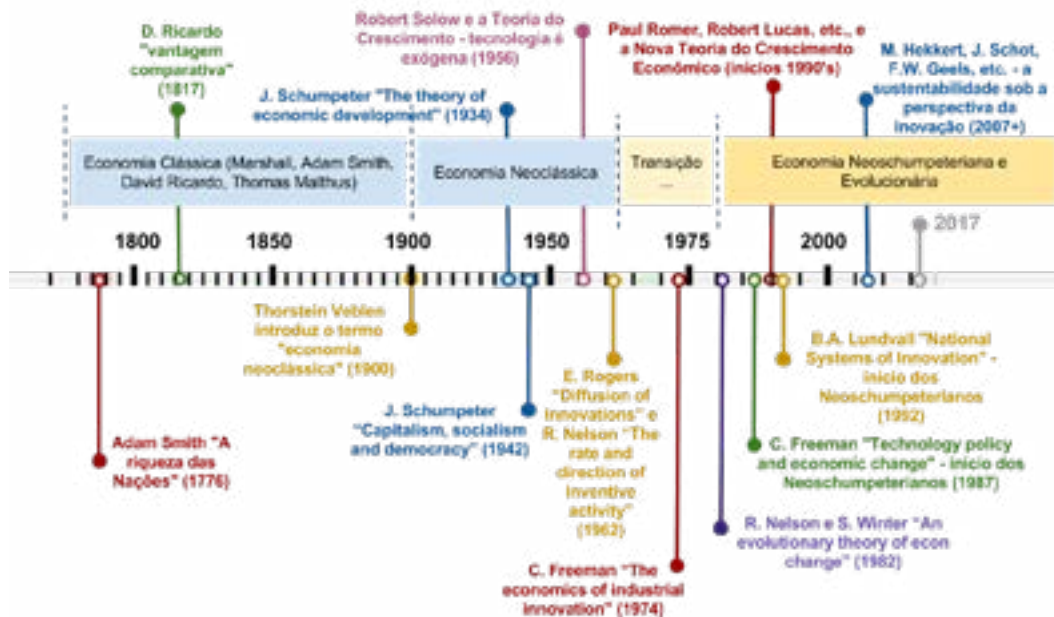 D. Ricardo
"vantagem
comparativa"
(1817)
Robert Solow e a Teoria do
Crescimento - tecnologia é
exógena (1956)
J. Schumpeter "The theory of
economic development" (1934)
Paul Romer, Robert Lucas, etc., e
a Nova Teoria do Crescimento
Econômico (inícios 1990's)
M. Hekkert, J. Schot,
F.W. Geels, etc. - a
sustentabilidade sob a
perspectiva da
inovação (2007+)
Economia Clássica (Marshall, Adam Smith,
David Ricardo, Thomas Malthus)
Economia Neoclássica
Transição
...
Economia Neoschumpeteriana e
Evolucionária
2017
1800
1850
1900
1950
1975
2000
Thorstein Veblen
introduz o termo
"economia
neoclássica" (1900)
Adam Smith "A
riqueza das
Nações" (1776)
J. Schumpeter
"Capitalism, socialism
and democracy" (1942)
E. Rogers
"Diffusion of
innovations" e
R. Nelson "The
rate and
direction of
inventive
activity"
(1962)
C. Freeman "The
economics of industrial
innovation" (1974)
B.A. Lundvall "National
Systems of Innovation" -
início dos
Neoschumpeterianos
(1992)
C. Freeman "Technology policy
and economic change" - início dos
Neoschumpeterianos (1987)
R. Nelson e S. Winter "An
evolutionary theory of econ
change" (1982)